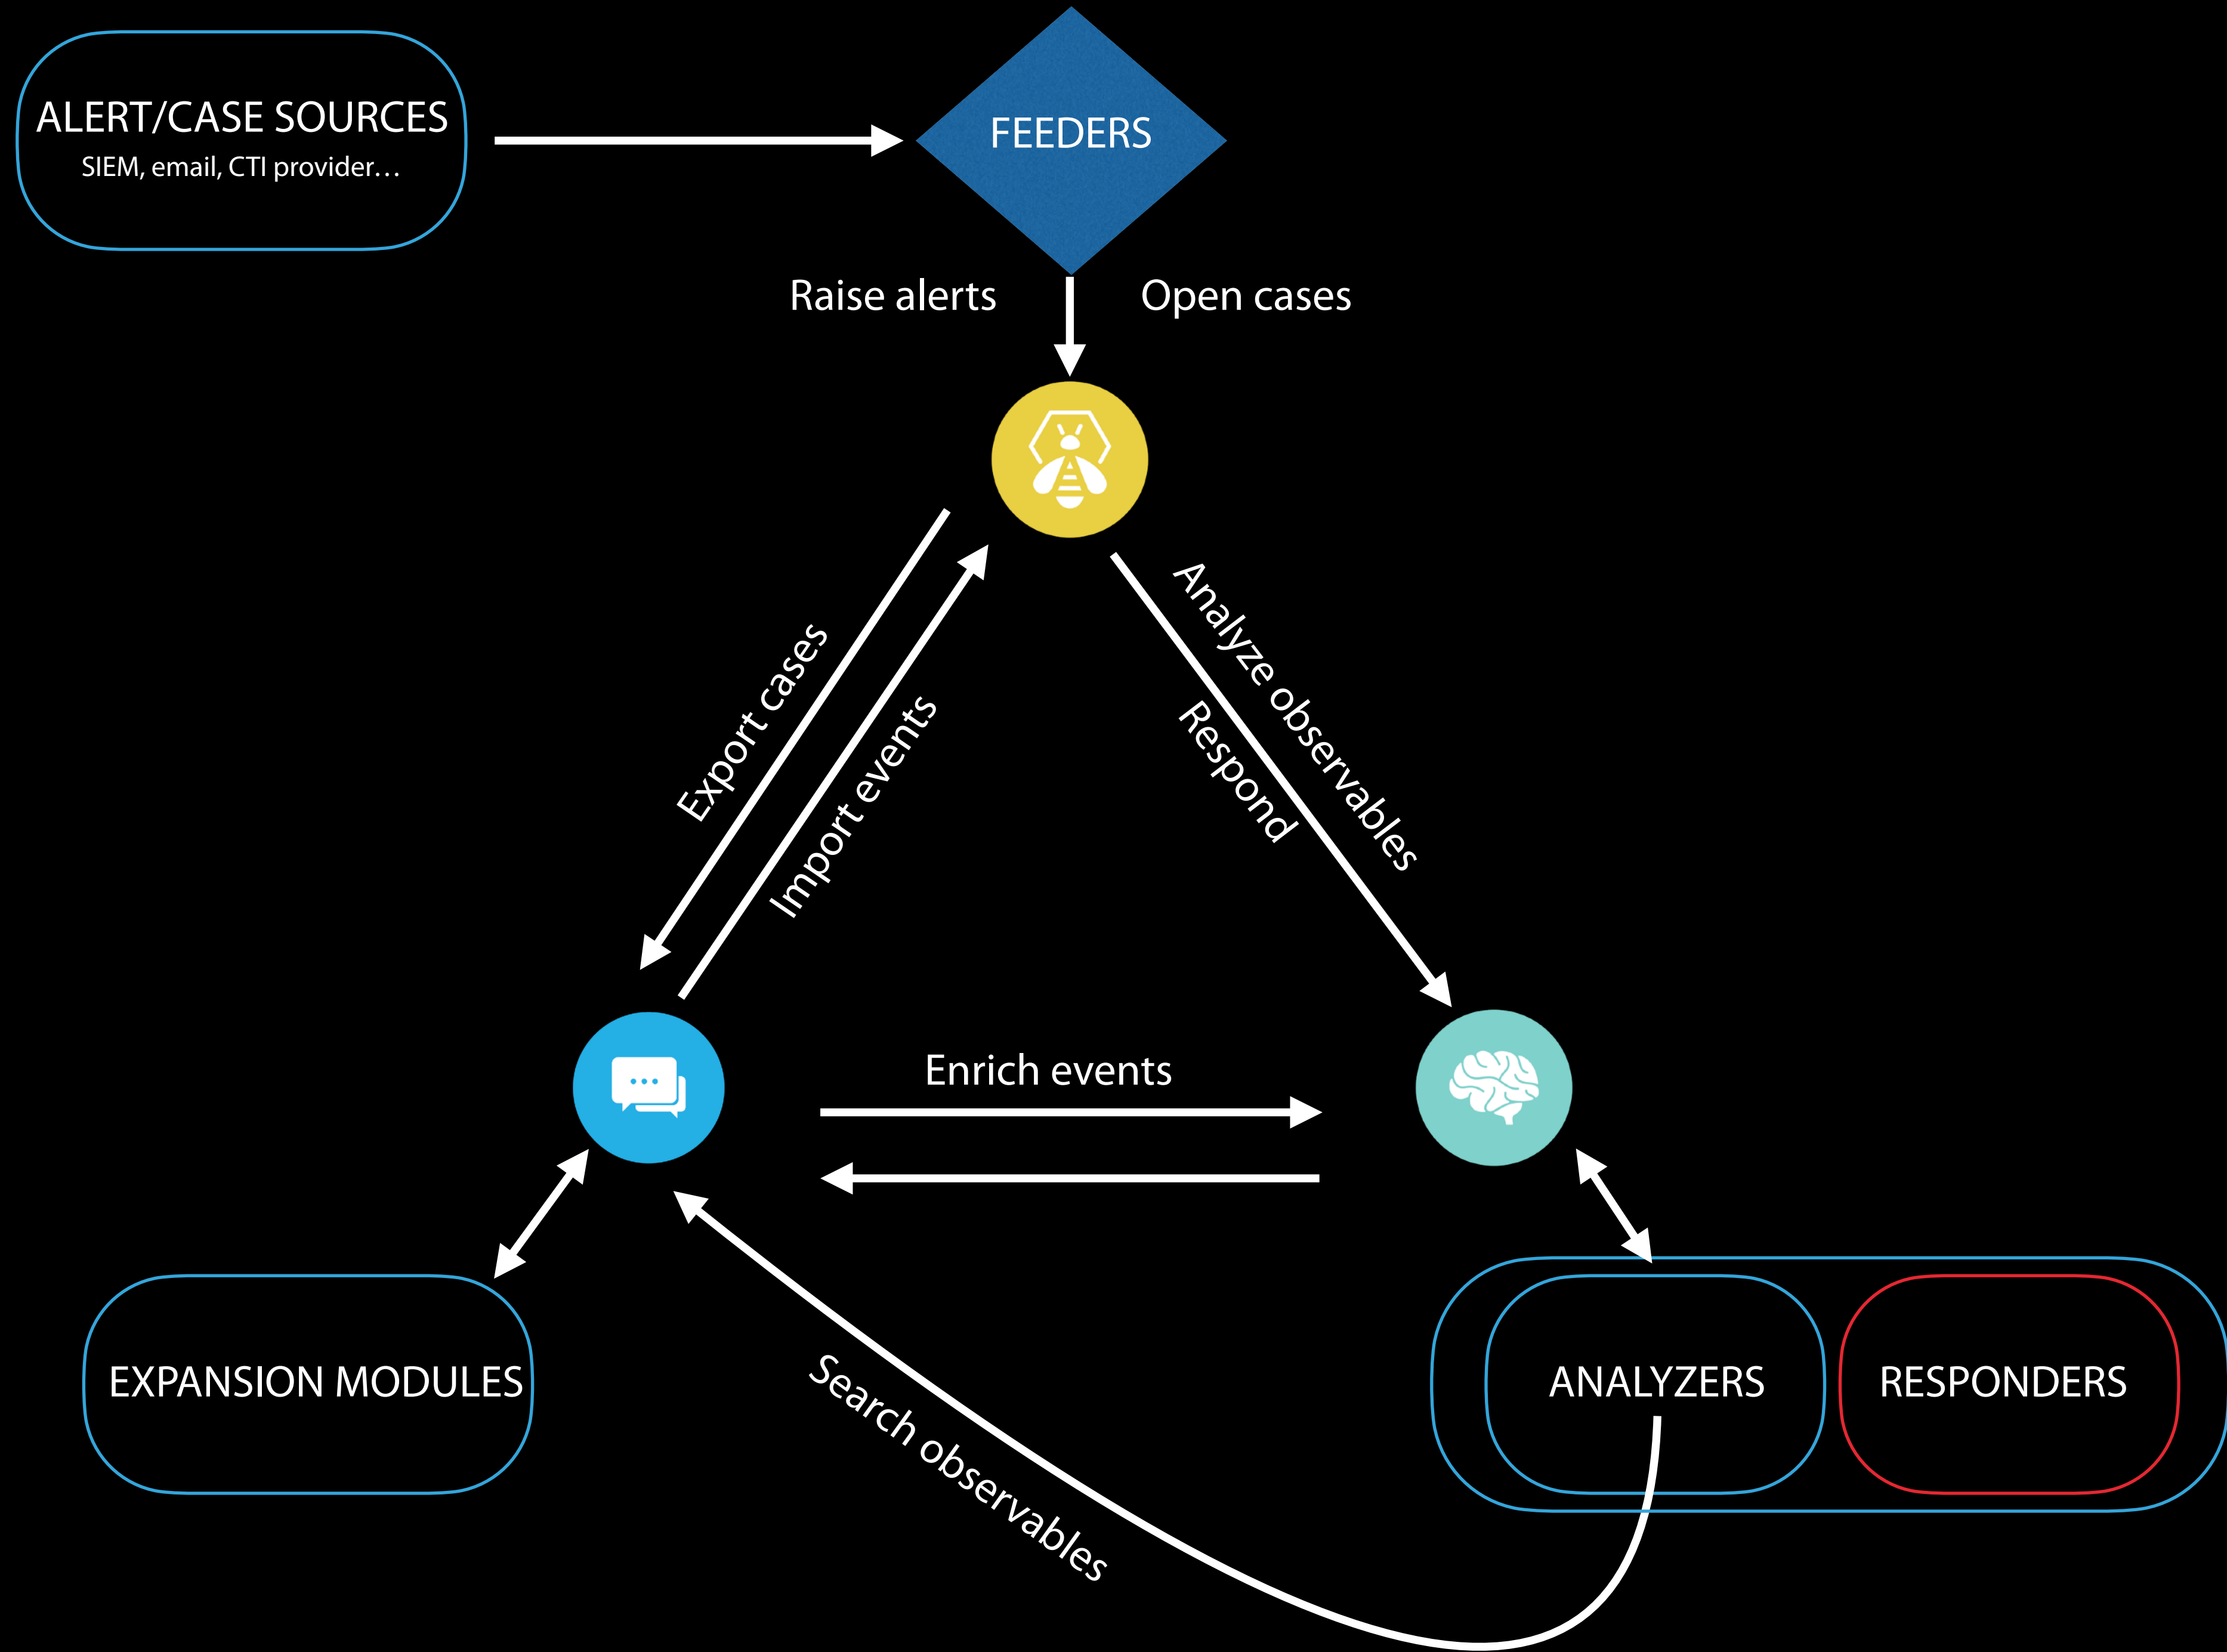 ALERT/CASE SOURCES
SIEM, email, CTI provider…
FEEDERS
Raise alerts
Open cases
Export cases
Import events
Analyze observables
Respond
Enrich events
EXPANSION MODULES
ANALYZERS
RESPONDERS
Search observables